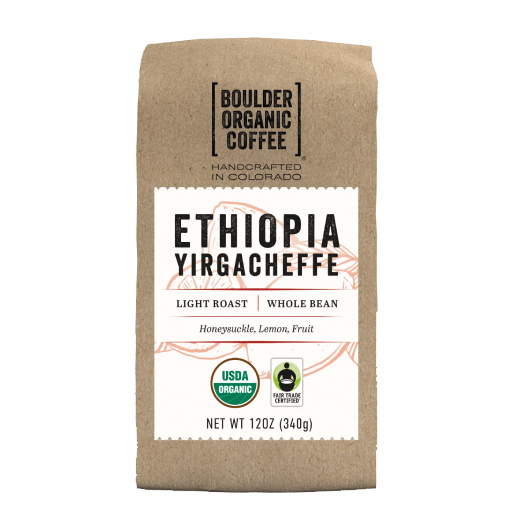 [BOULDER
ORGANIC
COFFEE]®
HANDCRAFTED
IN COLORADO
ETHIOPIA
YIRGACHEFFE
LIGHT ROAST | WHOLE BEAN
Honeysuckle, Lemon, Fruit
USDA
ORGANIC
FAIR TRADE
CERTIFIED
NET WT 12OZ (340g)